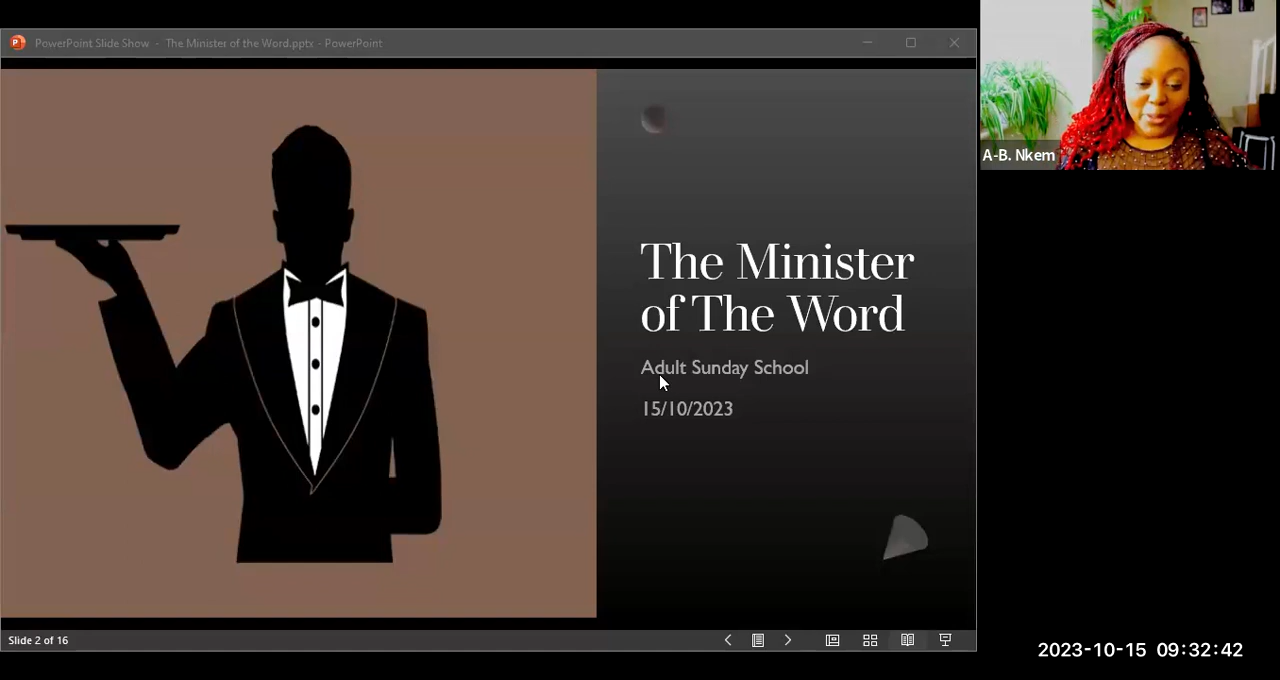 PowerPoint Slide Show - The Minister of the Word.pptx - PowerPoint
A-B. Nkem
The Minister
of The Word
Adult Sunday School
15/10/2023
Slide 2 of 16
2023-10-15 09:32:42